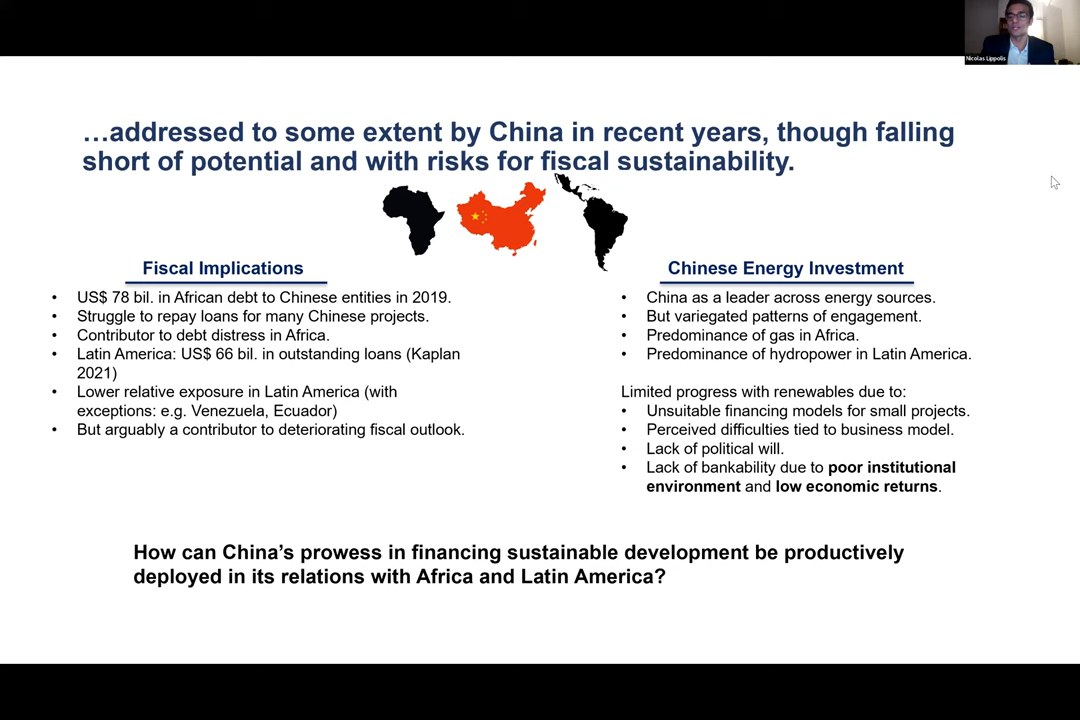 Nicolas Lippolis
…addressed to some extent by China in recent years, though falling
short of potential and with risks for fiscal sustainability.
Fiscal Implications
• US$ 78 bil. in African debt to Chinese entities in 2019.
• Struggle to repay loans for many Chinese projects.
• Contributor to debt distress in Africa.
• Latin America: US$ 66 bil. in outstanding loans (Kaplan
2021)
• Lower relative exposure in Latin America (with
exceptions: e.g. Venezuela, Ecuador)
• But arguably a contributor to deteriorating fiscal outlook.
Chinese Energy Investment
• China as a leader across energy sources.
• But variegated patterns of engagement.
• Predominance of gas in Africa.
• Predominance of hydropower in Latin America.
Limited progress with renewables due to:
• Unsuitable financing models for small projects.
• Perceived difficulties tied to business model.
• Lack of political will.
• Lack of bankability due to poor institutional
environment and low economic returns.
How can China’s prowess in financing sustainable development be productively
deployed in its relations with Africa and Latin America?